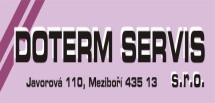 DOTERM SERVIS
Javorová 110, Meziboří 435 13 s.r.o.